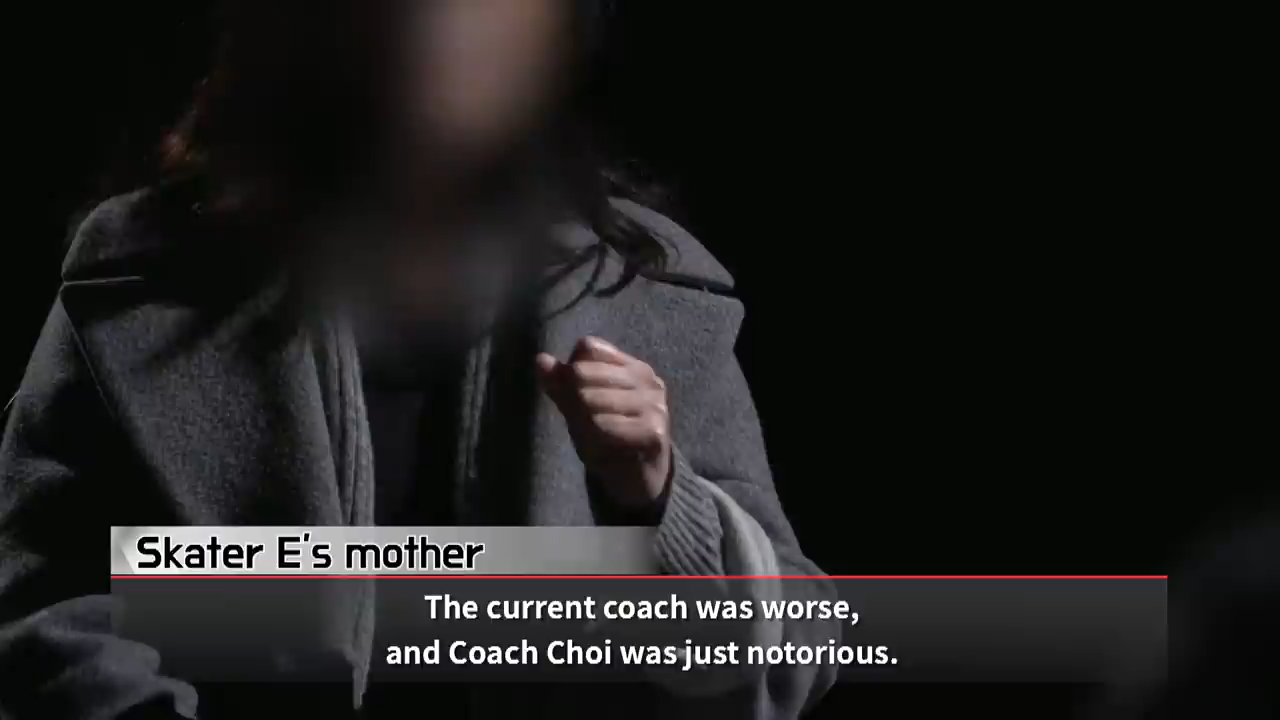 Skater E's mother
The current coach was worse,
and Coach Choi was just notorious.